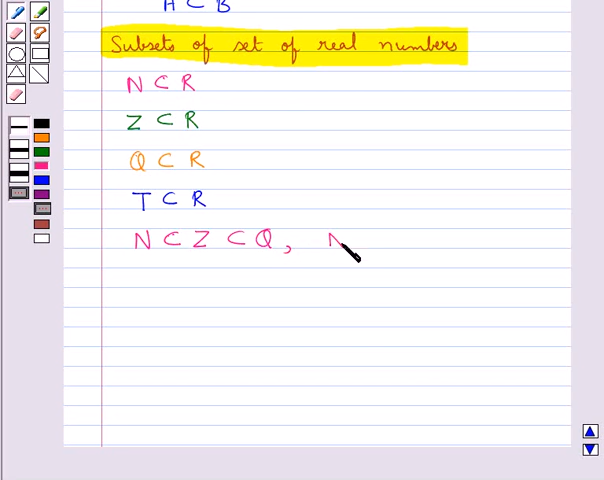 A ⊂ B
Subsets of set of real numbers
N ⊂ R
Z ⊂ R
Q ⊂ R
T ⊂ R
N ⊂ Z ⊂ Q, N